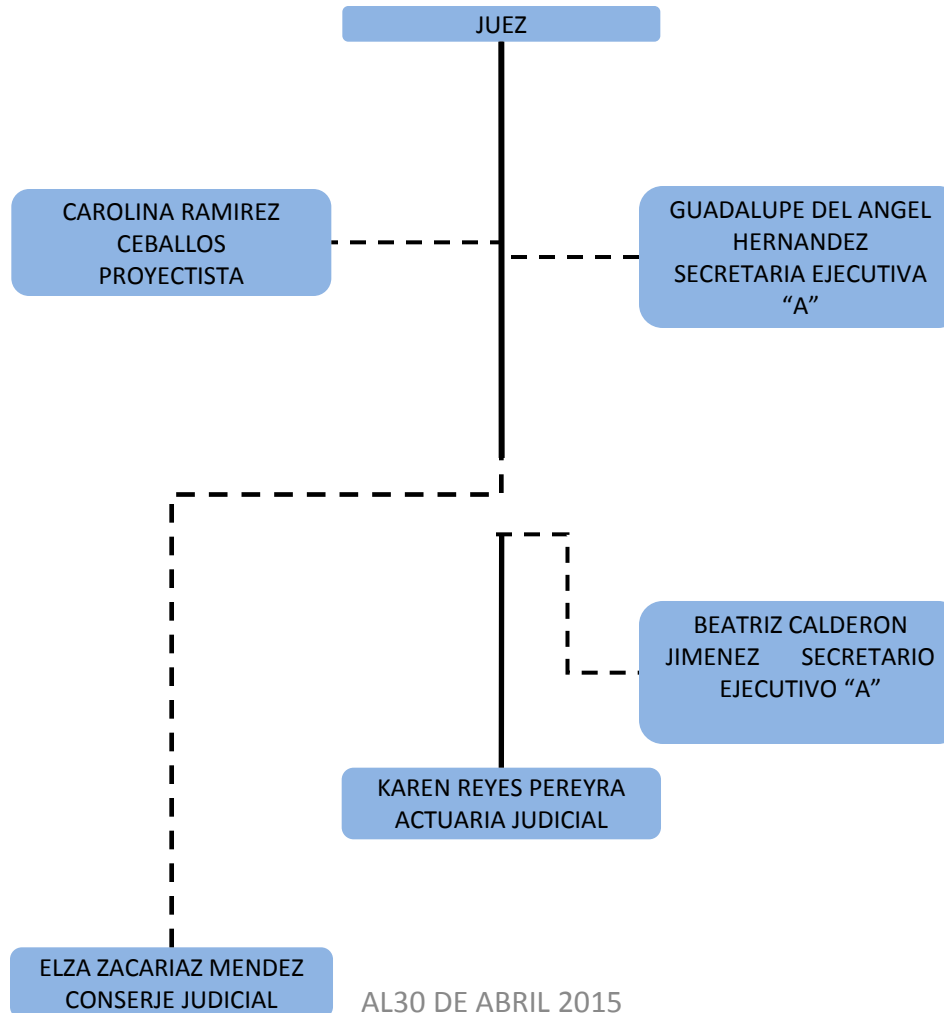 JUEZ
CAROLINA RAMIREZ
CEBALLOS
PROYECTISTA
GUADALUPE DEL ANGEL
HERNANDEZ
SECRETARIA EJECUTIVA
“A”
BEATRIZ CALDERON
JIMENEZ SECRETARIO
EJECUTIVO “A”
KAREN REYES PEREYRA
ACTUARIA JUDICIAL
ELZA ZACARIAZ MENDEZ
CONSERJE JUDICIAL
AL30 DE ABRIL 2015